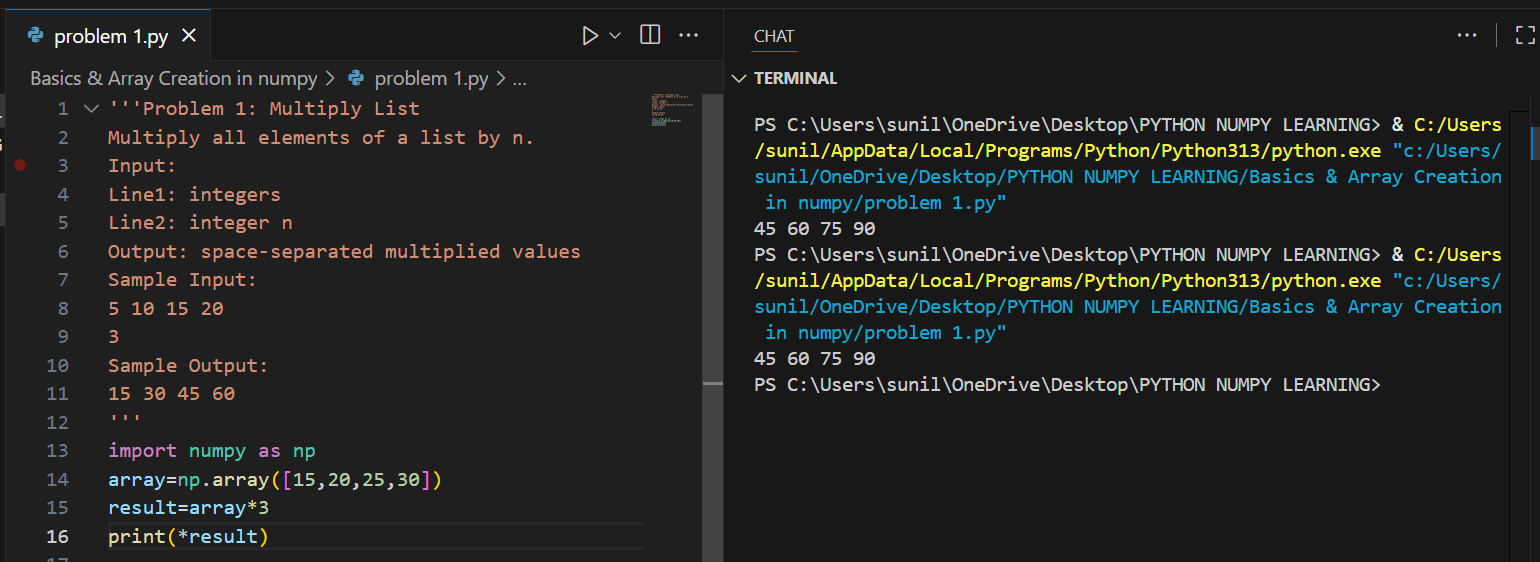 problem 1.py
Basics & Array Creation in numpy > problem 1.py > ...
1 '''Problem 1: Multiply List
2 Multiply all elements of a list by n.
3 Input:
4 Line1: integers
5 Line2: integer n
6 Output: space-separated multiplied values
7 Sample Input:
8 5 10 15 20
9 3
10 Sample Output:
11 15 30 45 60
12 '''
13 import numpy as np
14 array=np.array([15,20,25,30])
15 result=array*3
16 print(*result)
17
CHAT
TERMINAL
PS C:\Users\sunil\OneDrive\Desktop\PYTHON NUMPY LEARNING> & C:/Users
/sunil/AppData/Local/Programs/Python/Python313/python.exe "c:/Users/
sunil/OneDrive/Desktop/PYTHON NUMPY LEARNING/Basics & Array Creation
in numpy/problem 1.py"
45 60 75 90
PS C:\Users\sunil\OneDrive\Desktop\PYTHON NUMPY LEARNING> & C:/Users
/sunil/AppData/Local/Programs/Python/Python313/python.exe "c:/Users/
sunil/OneDrive/Desktop/PYTHON NUMPY LEARNING/Basics & Array Creation
in numpy/problem 1.py"
45 60 75 90
PS C:\Users\sunil\OneDrive\Desktop\PYTHON NUMPY LEARNING>